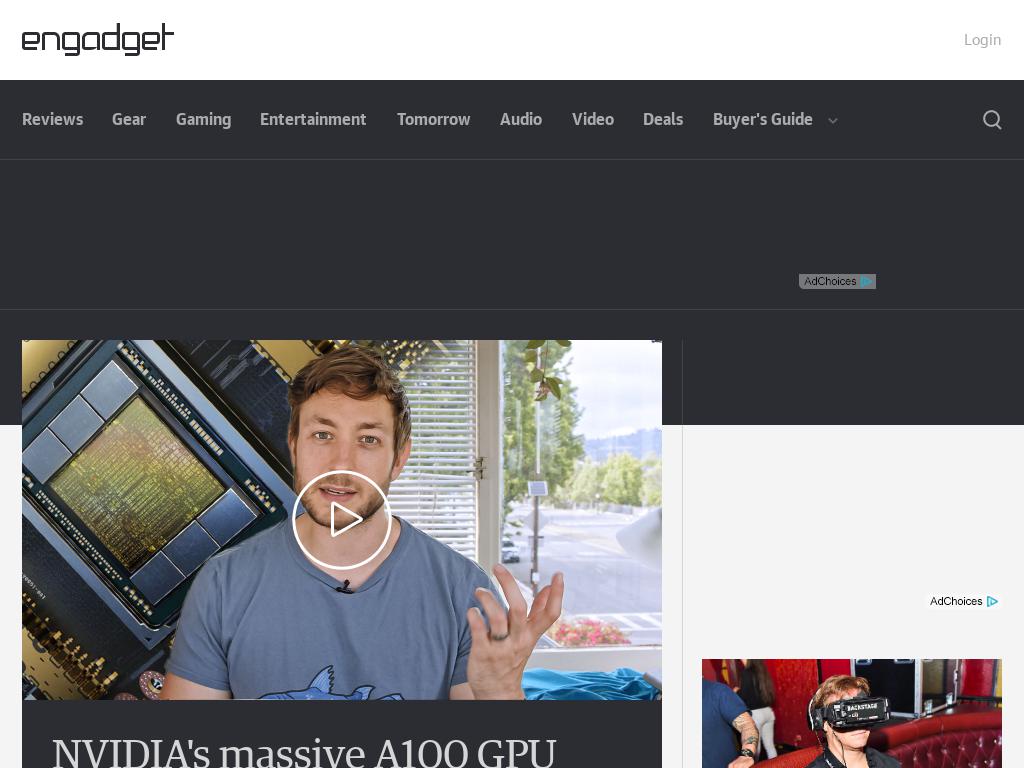 engadget
Login
Reviews Gear Gaming Entertainment Tomorrow Audio Video Deals Buyer's Guide
AdChoices
AdChoices
BACKSTAGE
NVIDIA's massive A100 GPU